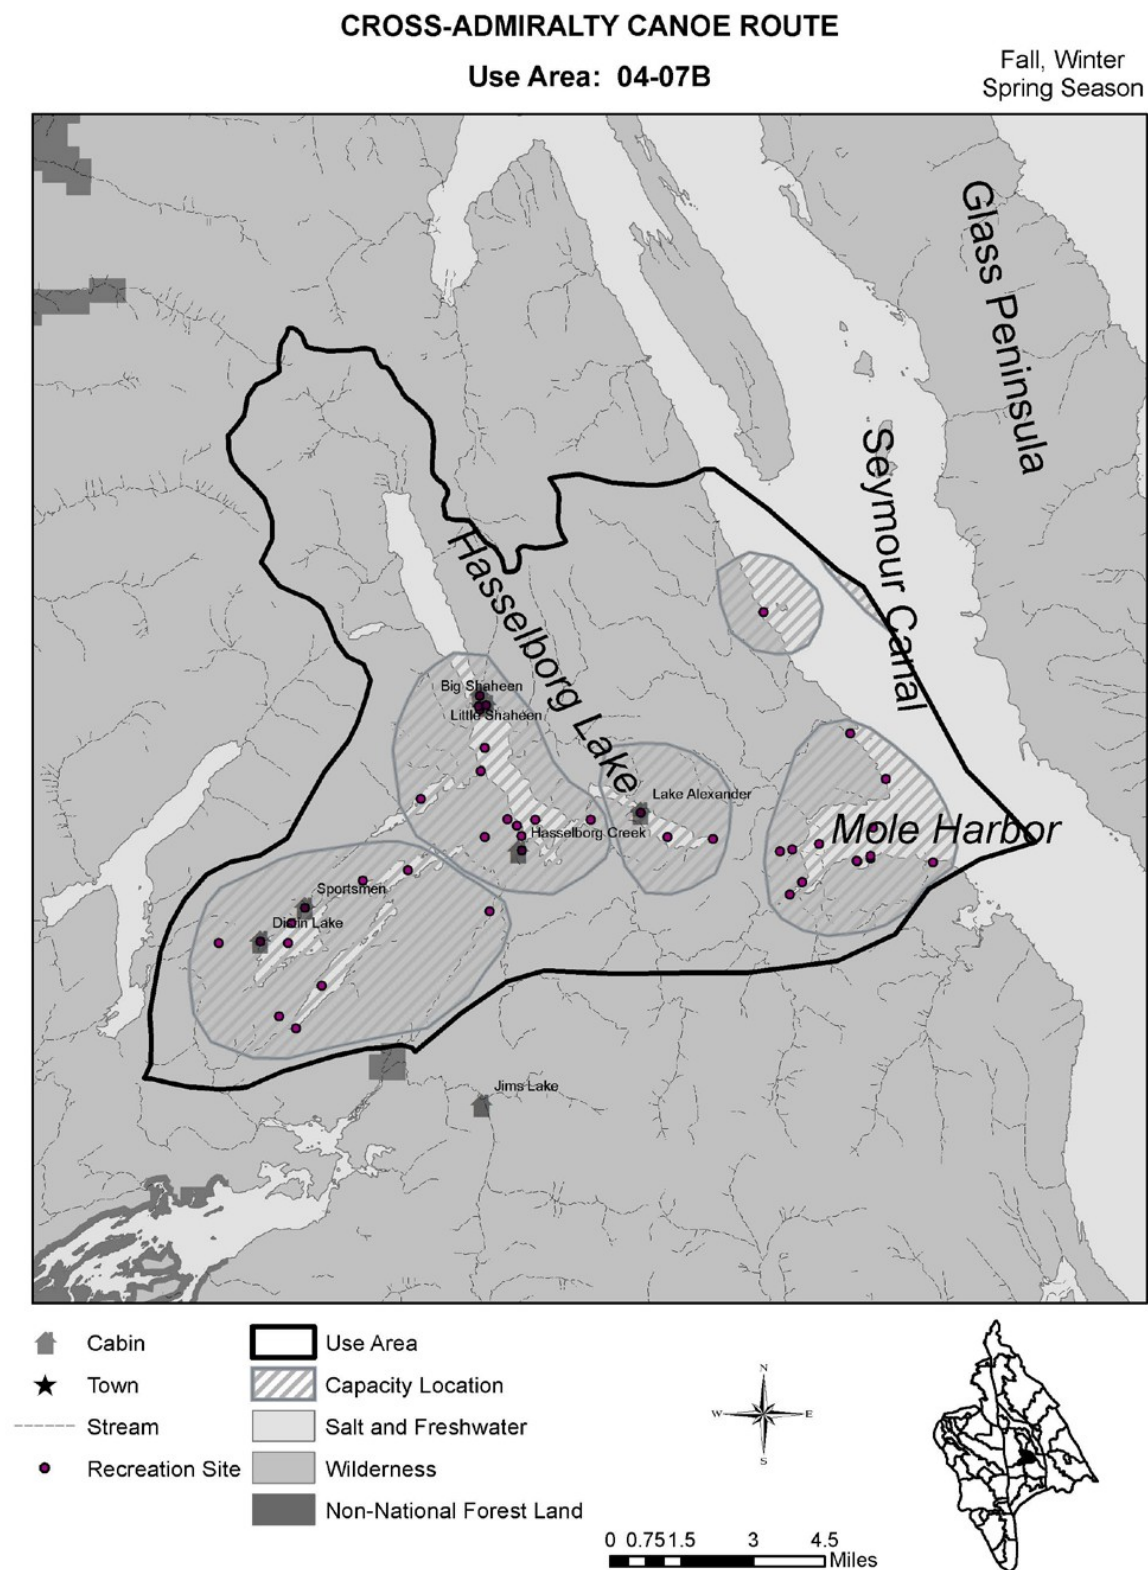 CROSS-ADMIRALTY CANOE ROUTE
Use Area: 04-07B
Fall, Winter
Spring Season
Glass Peninsula
Seymour Canal
Hasselborg Lake
Big Shaheen
Little Shaheen
Lake Alexander
Hasselborg Creek
Mole Harbor
Sportsmen
Distin Lake
Jims Lake
Cabin
Town
Stream
Recreation Site
Use Area
Capacity Location
Salt and Freshwater
Wilderness
Non-National Forest Land
N
W
E
S
0 0.75 1.5 3 4.5
Miles